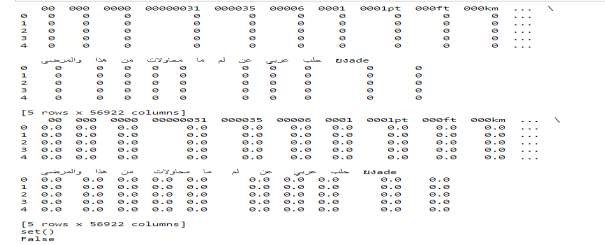 00 000 0000 00000031 000035 00006 0001 0001pt 000ft 000km ... \
0 0 0 0 0 0 0 0 0 0 0 ...
1 0 0 0 0 0 0 0 0 0 0 ...
2 0 0 0 0 0 0 0 0 0 0 ...
3 0 0 0 0 0 0 0 0 0 0 ...
4 0 0 0 0 0 0 0 0 0 0 ...
حلب عربي عن لم ما محاولات من هذا والمرضى
0 0 0 0 0 0 0 0 0 0 0
1 0 0 0 0 0 0 0 0 0 0
2 0 0 0 0 0 0 0 0 0 0
3 0 0 0 0 0 0 0 0 0 0
4 0 0 0 0 0 0 0 0 0 0
[5 rows x 56922 columns]
00 000 0000 00000031 000035 00006 0001 0001pt 000ft 000km ... \
0 0.0 0.0 0.0 0.0 0.0 0.0 0.0 0.0 0.0 0.0 ...
1 0.0 0.0 0.0 0.0 0.0 0.0 0.0 0.0 0.0 0.0 ...
2 0.0 0.0 0.0 0.0 0.0 0.0 0.0 0.0 0.0 0.0 ...
3 0.0 0.0 0.0 0.0 0.0 0.0 0.0 0.0 0.0 0.0 ...
4 0.0 0.0 0.0 0.0 0.0 0.0 0.0 0.0 0.0 0.0 ...
حلب عربي عن لم ما محاولات من هذا والمرضى
0 0.0 0.0 0.0 0.0 0.0 0.0 0.0 0.0 0.0 0.0
1 0.0 0.0 0.0 0.0 0.0 0.0 0.0 0.0 0.0 0.0
2 0.0 0.0 0.0 0.0 0.0 0.0 0.0 0.0 0.0 0.0
3 0.0 0.0 0.0 0.0 0.0 0.0 0.0 0.0 0.0 0.0
4 0.0 0.0 0.0 0.0 0.0 0.0 0.0 0.0 0.0 0.0
[5 rows x 56922 columns]
set()
False